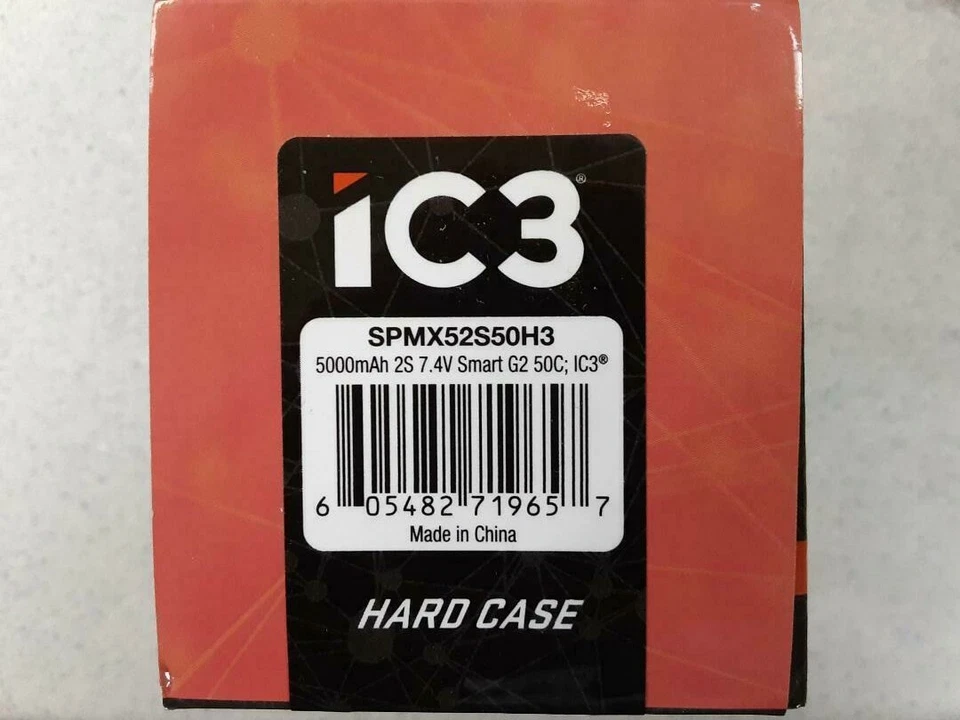 iC3®
SPMX52S50H3
5000mAh 2S 7.4V Smart G2 50C; IC3®
6 05482 71965 7
Made in China
HARD CASE